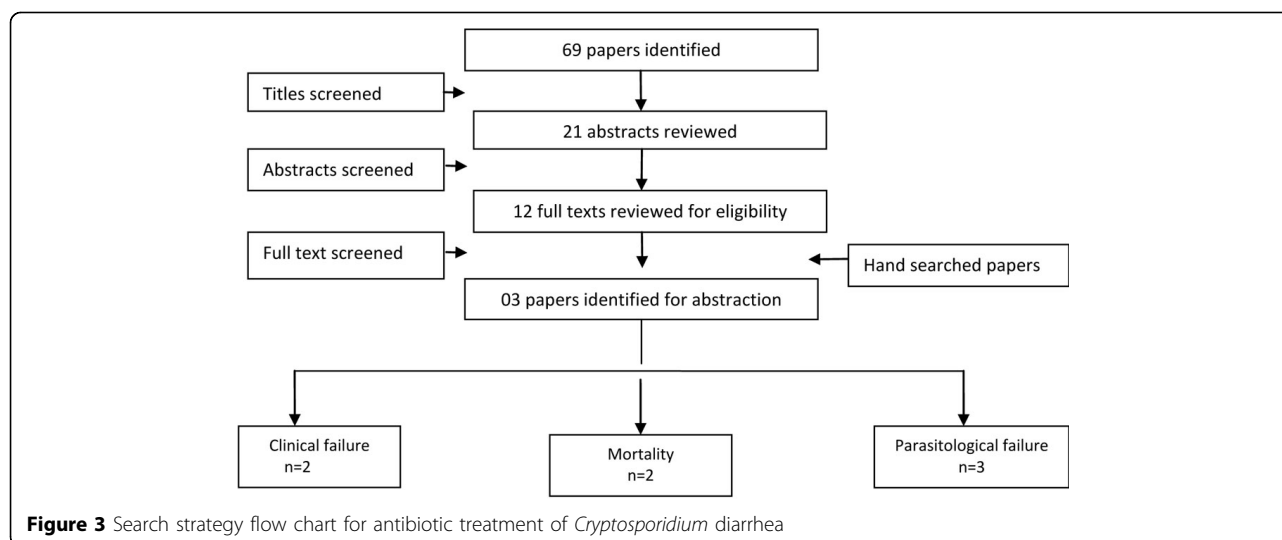 69 papers identified
Titles screened
21 abstracts reviewed
Abstracts screened
12 full texts reviewed for eligibility
Full text screened
Hand searched papers
03 papers identified for abstraction
Clinical failure
n=2
Mortality
n=2
Parasitological failure
n=3
Figure 3 Search strategy flow chart for antibiotic treatment of Cryptosporidium diarrhea